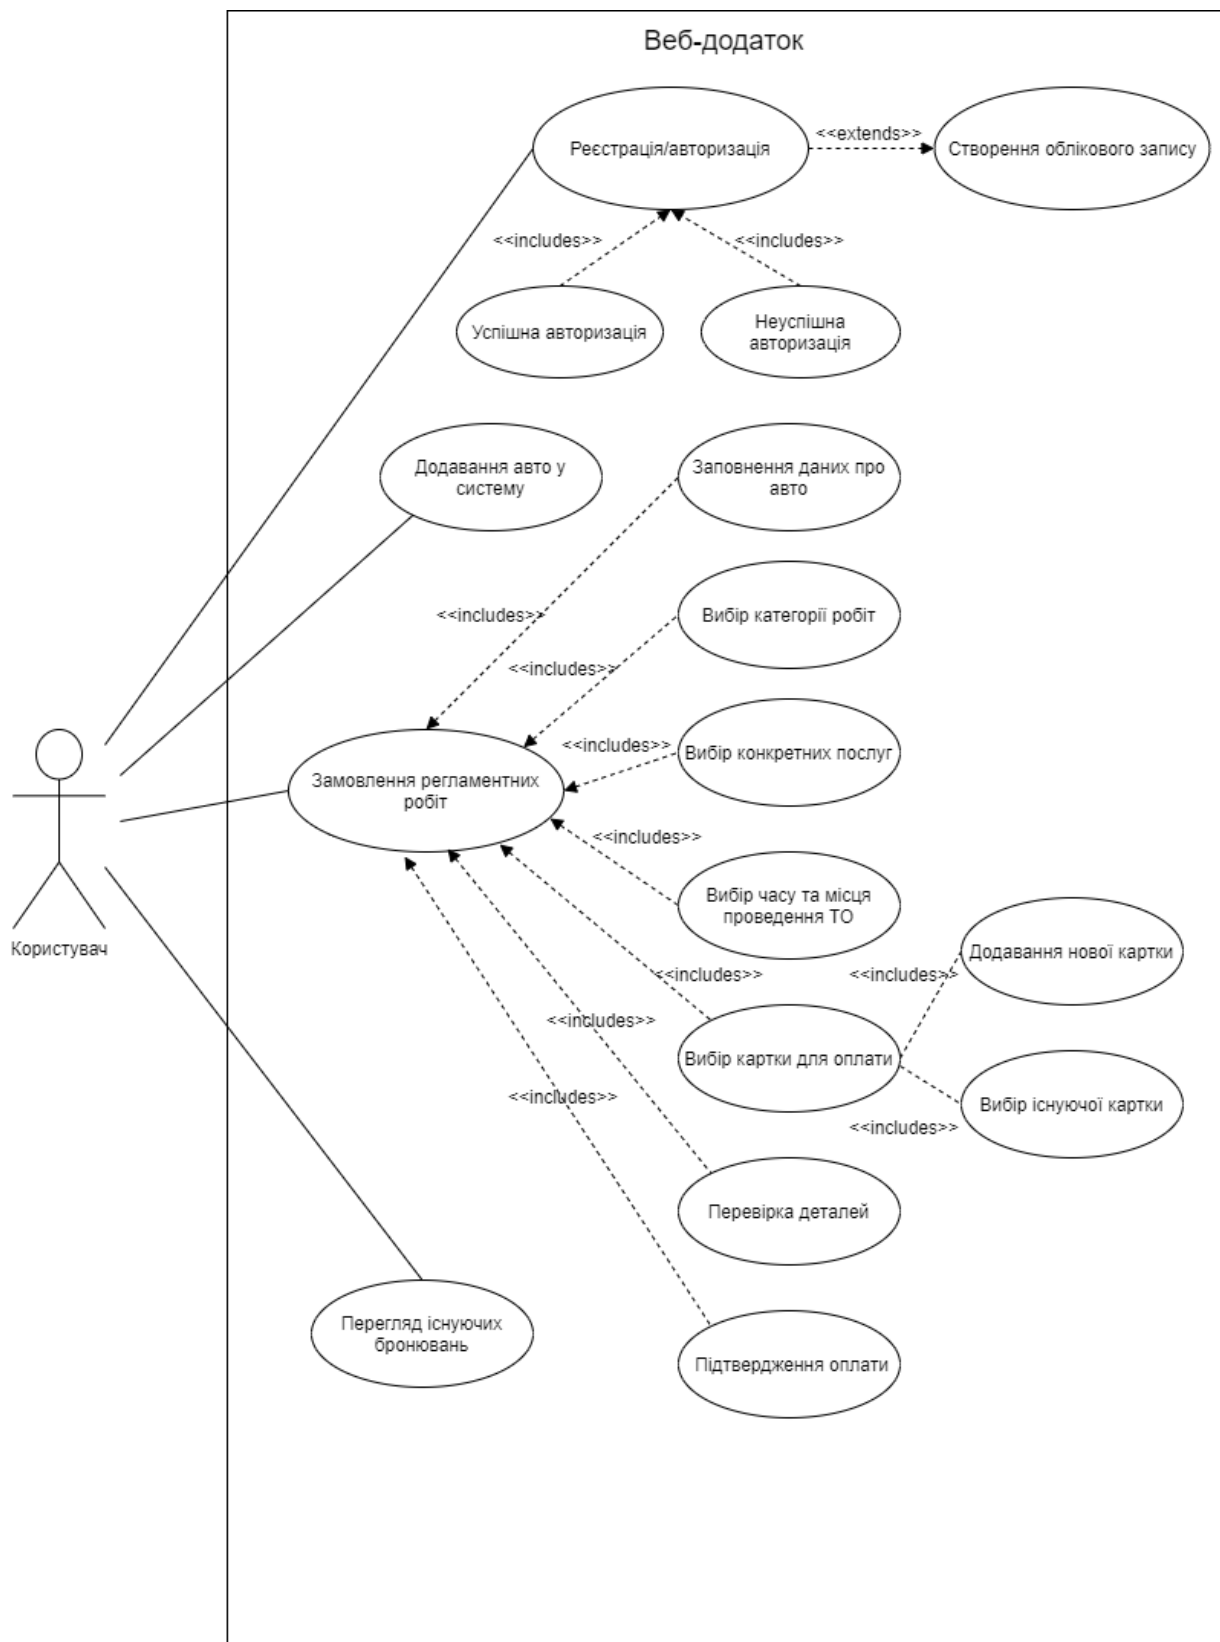 Веб-додаток
Реєстрація/авторизація
<<extends>>
Створення облікового запису
<<includes>>
<<includes>>
Успішна авторизація
Неуспішна
авторизація
Додавання авто у
систему
Заповнення даних про
авто
<<includes>>
Вибір категорії робіт
<<includes>>
<<includes>>
Вибір конкретних послуг
Замовлення регламентних
робіт
<<includes>>
Вибір часу та місця
проведення ТО
Користувач
Додавання нової картки
<<includes>>
<<includes>>
<<includes>>
Вибір картки для оплати
<<includes>>
Вибір існуючої картки
<<includes>>
Перевірка деталей
Перегляд існуючих
бронювань
Підтвердження оплати